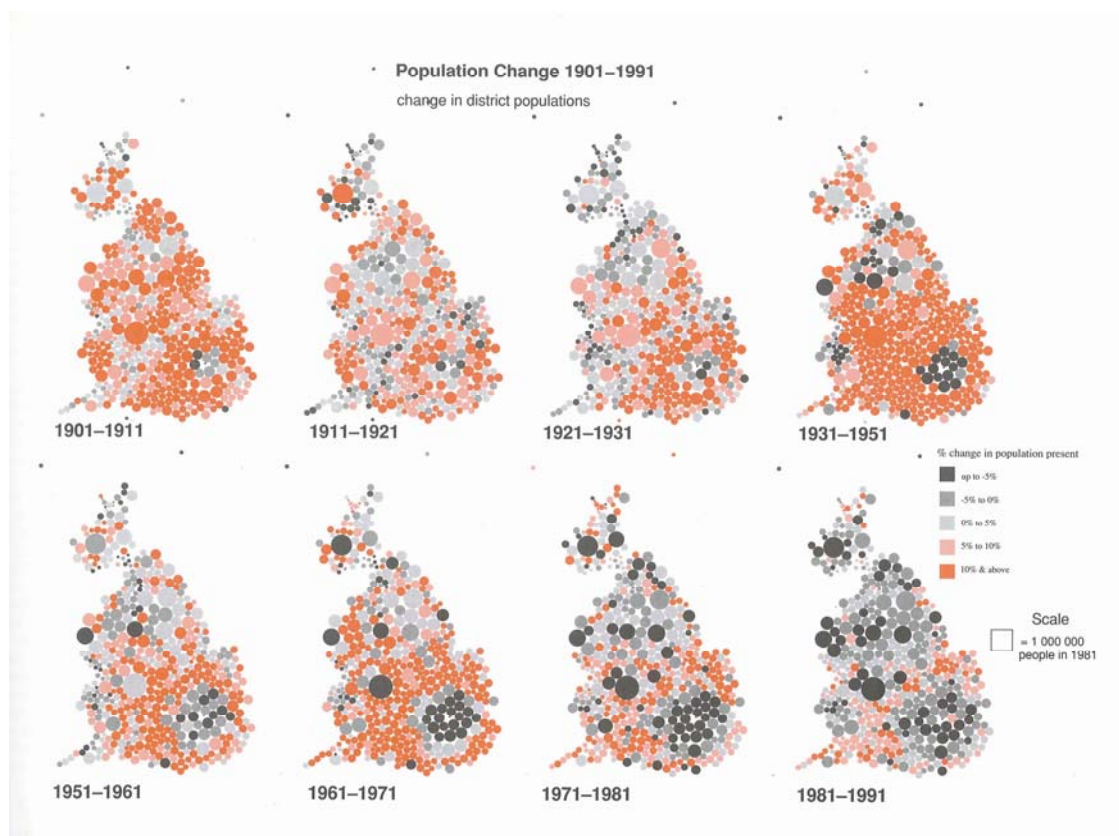 Population Change 1901–1991
change in district populations
1901–1911
1911–1921
1921–1931
1931–1951
% change in population present
up to -5%
-5% to 0%
0% to 5%
5% to 10%
10% & above
Scale
= 1 000 000
people in 1981
1951–1961
1961–1971
1971–1981
1981–1991